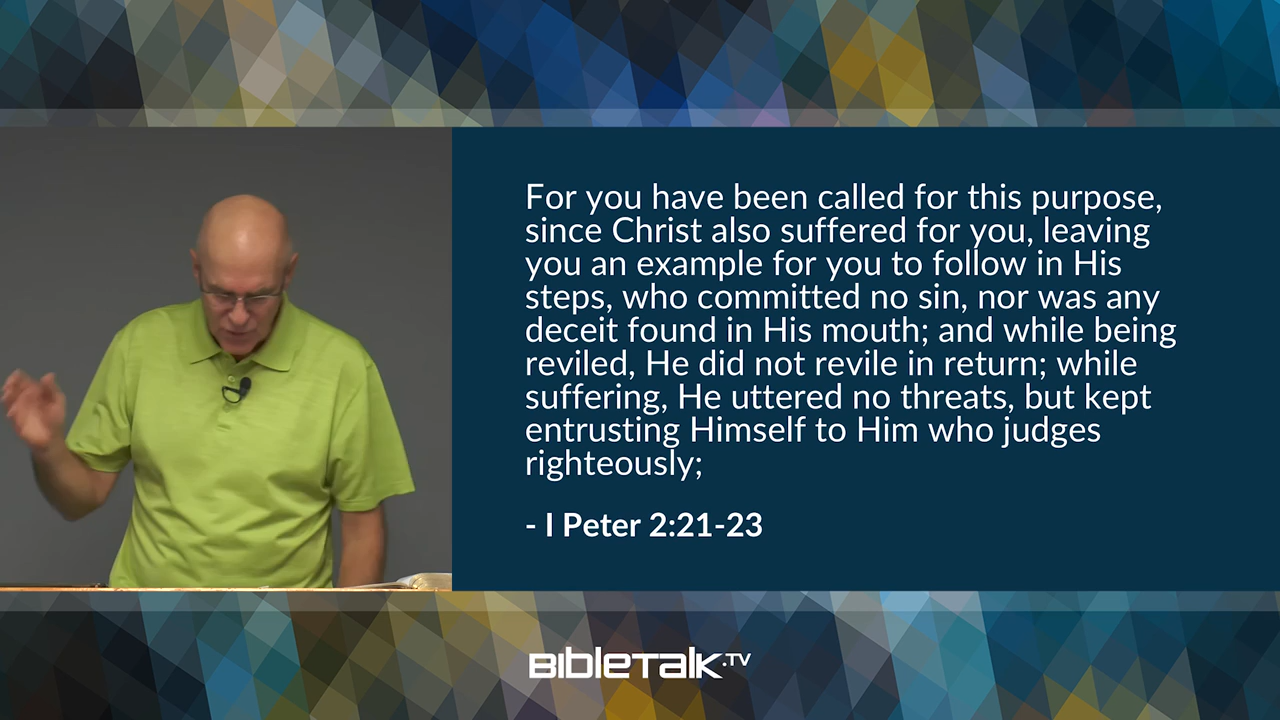 For you have been called for this purpose,
since Christ also suffered for you, leaving
you an example for you to follow in His
steps, who committed no sin, nor was any
deceit found in His mouth; and while being
reviled, He did not revile in return; while
suffering, He uttered no threats, but kept
entrusting Himself to Him who judges
righteously;
- I Peter 2:21-23
BIBLETALK.TV